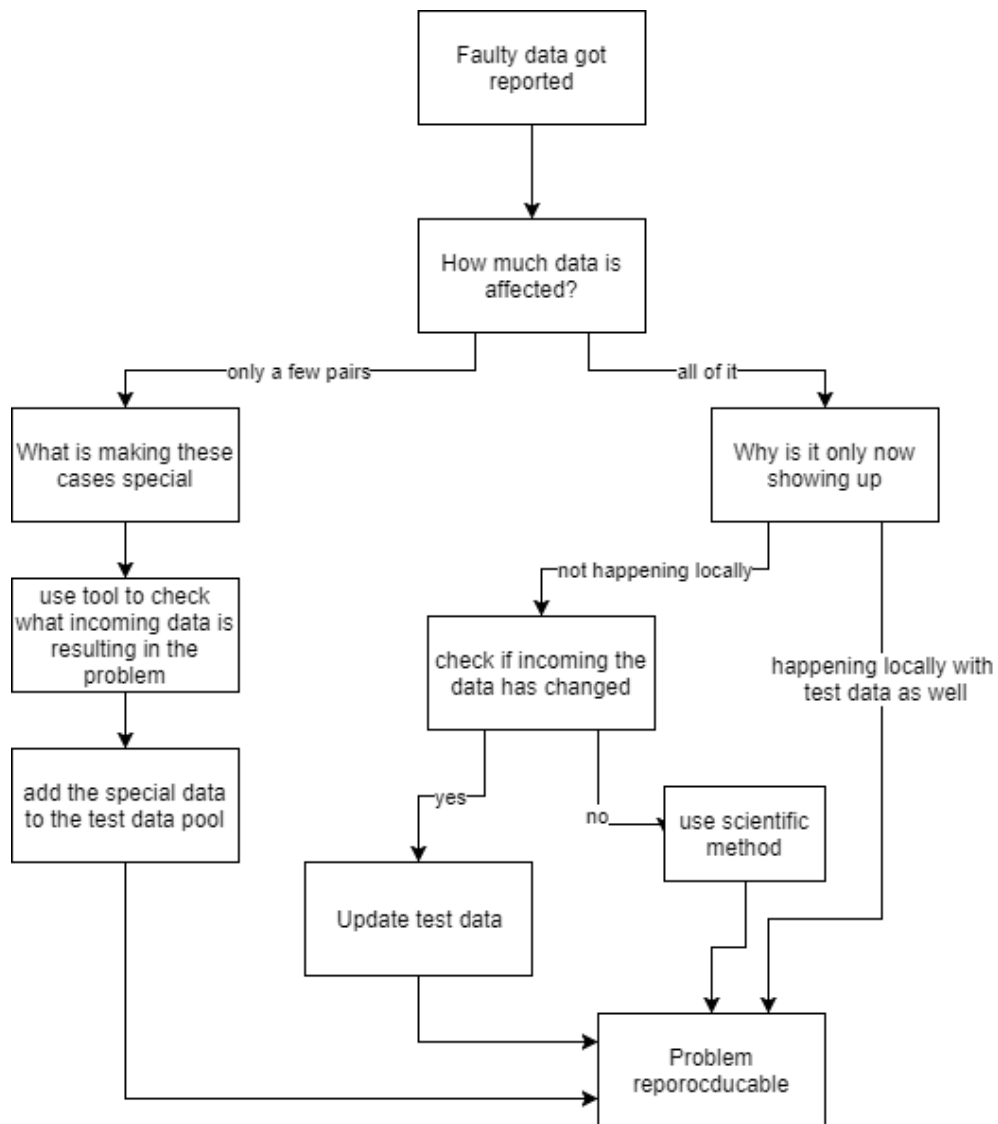 Faulty data got
reported
How much data is
affected?
only a few pairs
all of it
What is making these
cases special
Why is it only now
showing up
not happening locally
use tool to check
what incoming data is
resulting in the
problem
check if incoming the
data has changed
happening locally with
test data as well
add the special data
to the test data pool
yes
no
use scientific
method
Update test data
Problem
reporocducable